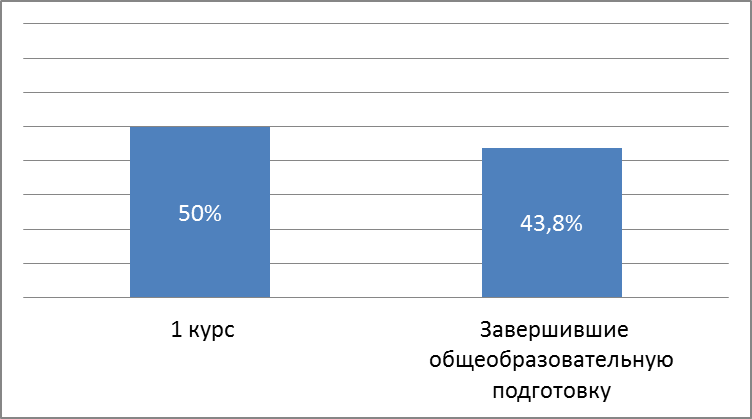 50%
43,8%
1 курс
Завершившие
общеобразовательную
подготовку